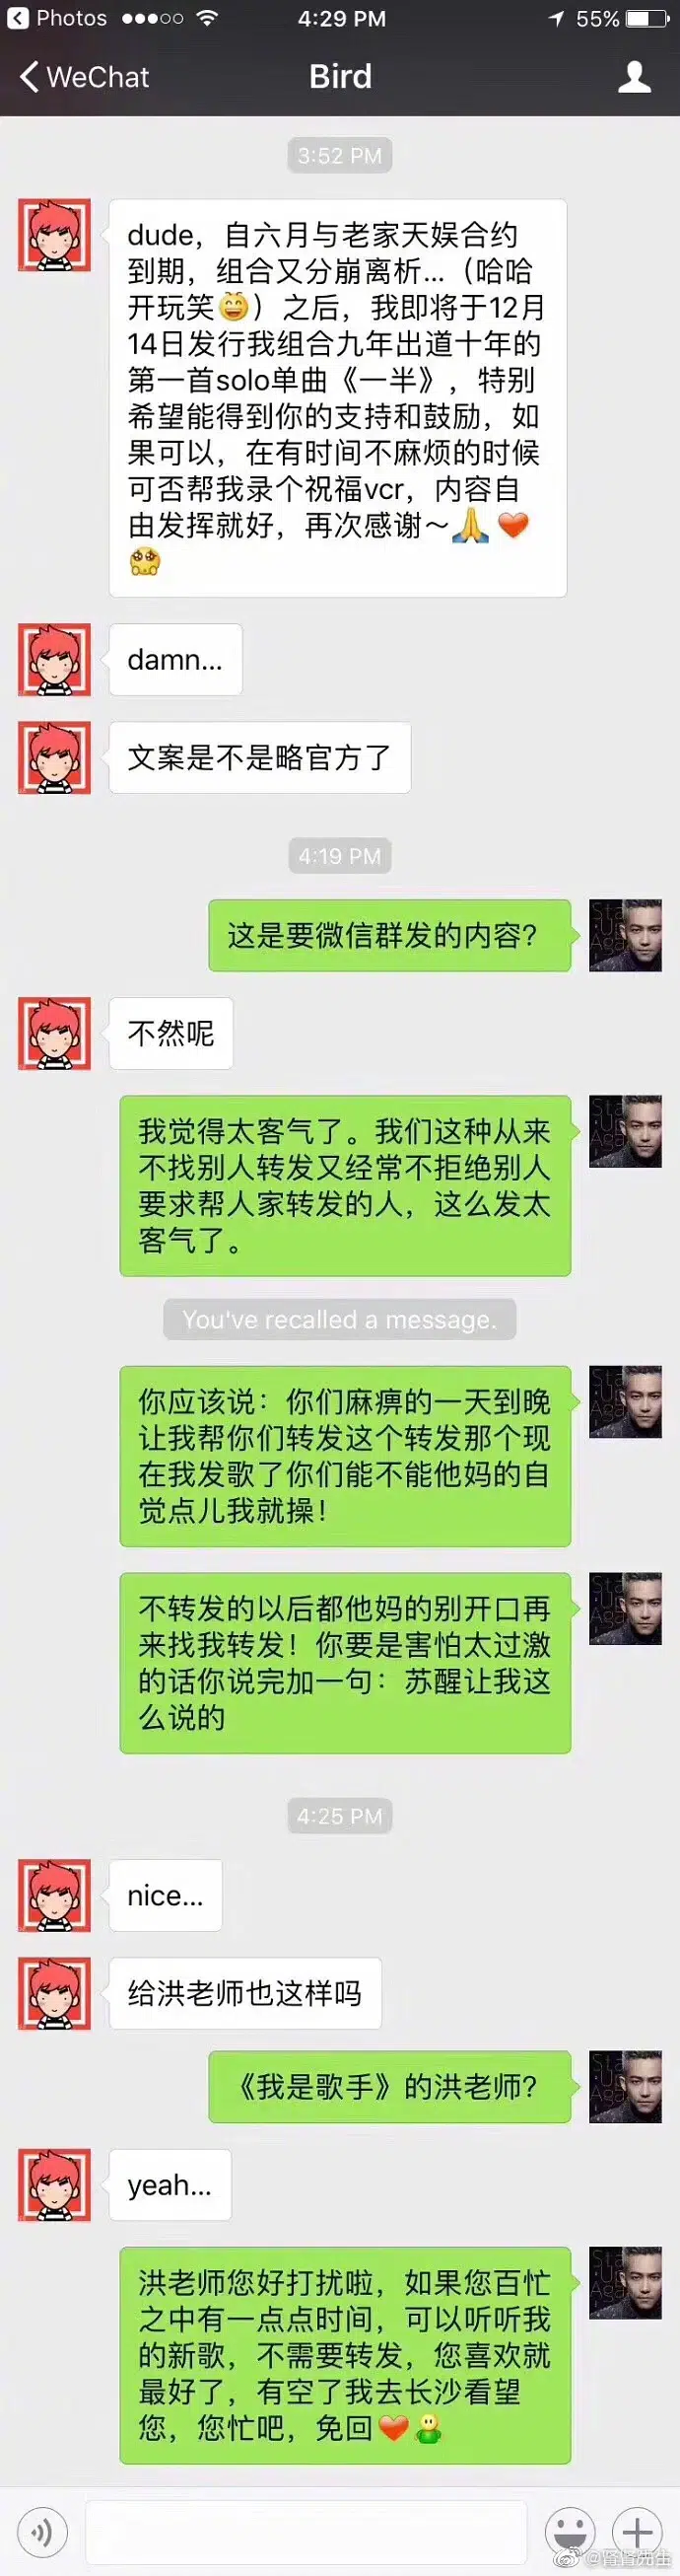 Photos
4:29 PM
55%
WeChat
Bird
3:52 PM
dude，自六月与老家天娱合约
到期，组合又分崩离析...（哈哈
开玩笑😄）之后，我即将于12月
14日发行我组合九年出道十年的
第一首solo单曲《一半》，特别
希望能得到你的支持和鼓励，如
果可以，在有时间不麻烦的时候
可否帮我录个祝福vcr，内容自
由发挥就好，再次感谢～🙏❤️
🥺
damn...
文案是不是略官方了
4:19 PM
这是要微信群发的内容？
不然呢
我觉得太客气了。我们这种从来
不找别人转发又经常不拒绝别人
要求帮人家转发的人，这么发太
客气了。
You've recalled a message.
你应该说：你们麻痹的一天到晚
让我帮你们转发这个转发那个现
在我发歌了你们能不能他妈的自
觉点儿我就操！
不转发的以后都他妈的别开口再
来找我转发！你要是害怕太过激
的话你说完加一句：苏醒让我这
么说的
4:25 PM
nice...
给洪老师也这样吗
《我是歌手》的洪老师？
yeah...
洪老师您好打扰啦，如果您百忙
之中有一点点时间，可以听听我
的新歌，不需要转发，您喜欢就
最好了，有空了我去长沙看望
您，您忙吧，免回❤️